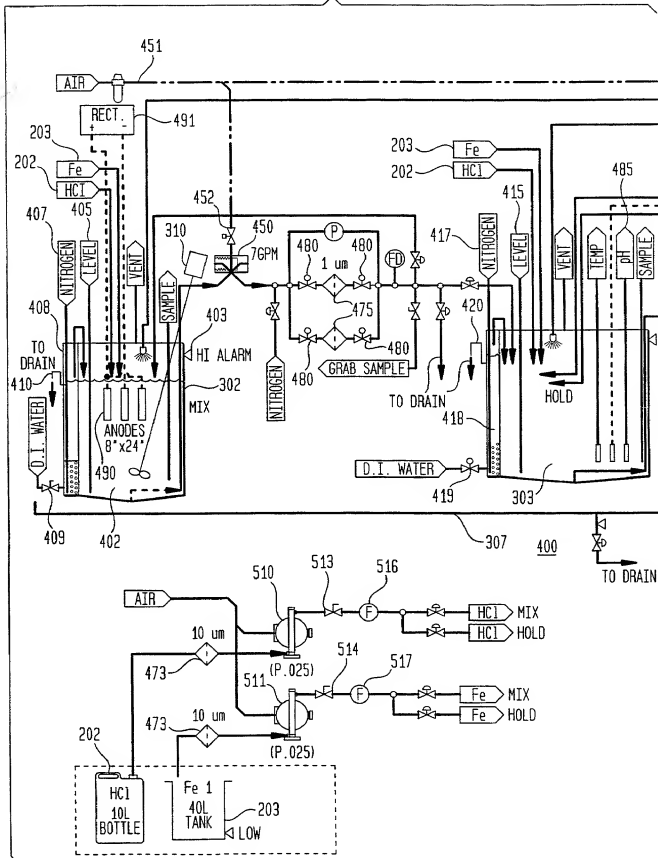 451
AIR
RECT.
+ -
491
203
Fe
202
HCl
407
405
NITROGEN
LEVEL
408
VENT
SAMPLE
403
HI ALARM
TO
DRAIN
410
302
MIX
D.I. WATER
ANODES
8" x24"
490
409
402
452
310
450
7GPM
P
480
480
1 um
475
480
480
FD
NITROGEN
GRAB SAMPLE
TO DRAIN
203
Fe
202
HCl
415
417
NITROGEN
LEVEL
VENT
TEMP
485
pH
SAMPLE
420
HOLD
418
D.I. WATER
419
303
307
400
TO DRAIN
AIR
510
513
516
F
HCl MIX
HCl HOLD
10 um
473
(P.025)
514
517
511
F
Fe MIX
Fe HOLD
10 um
473
(P.025)
202
HCl
10L
BOTTLE
Fe 1
40L
TANK
203
LOW